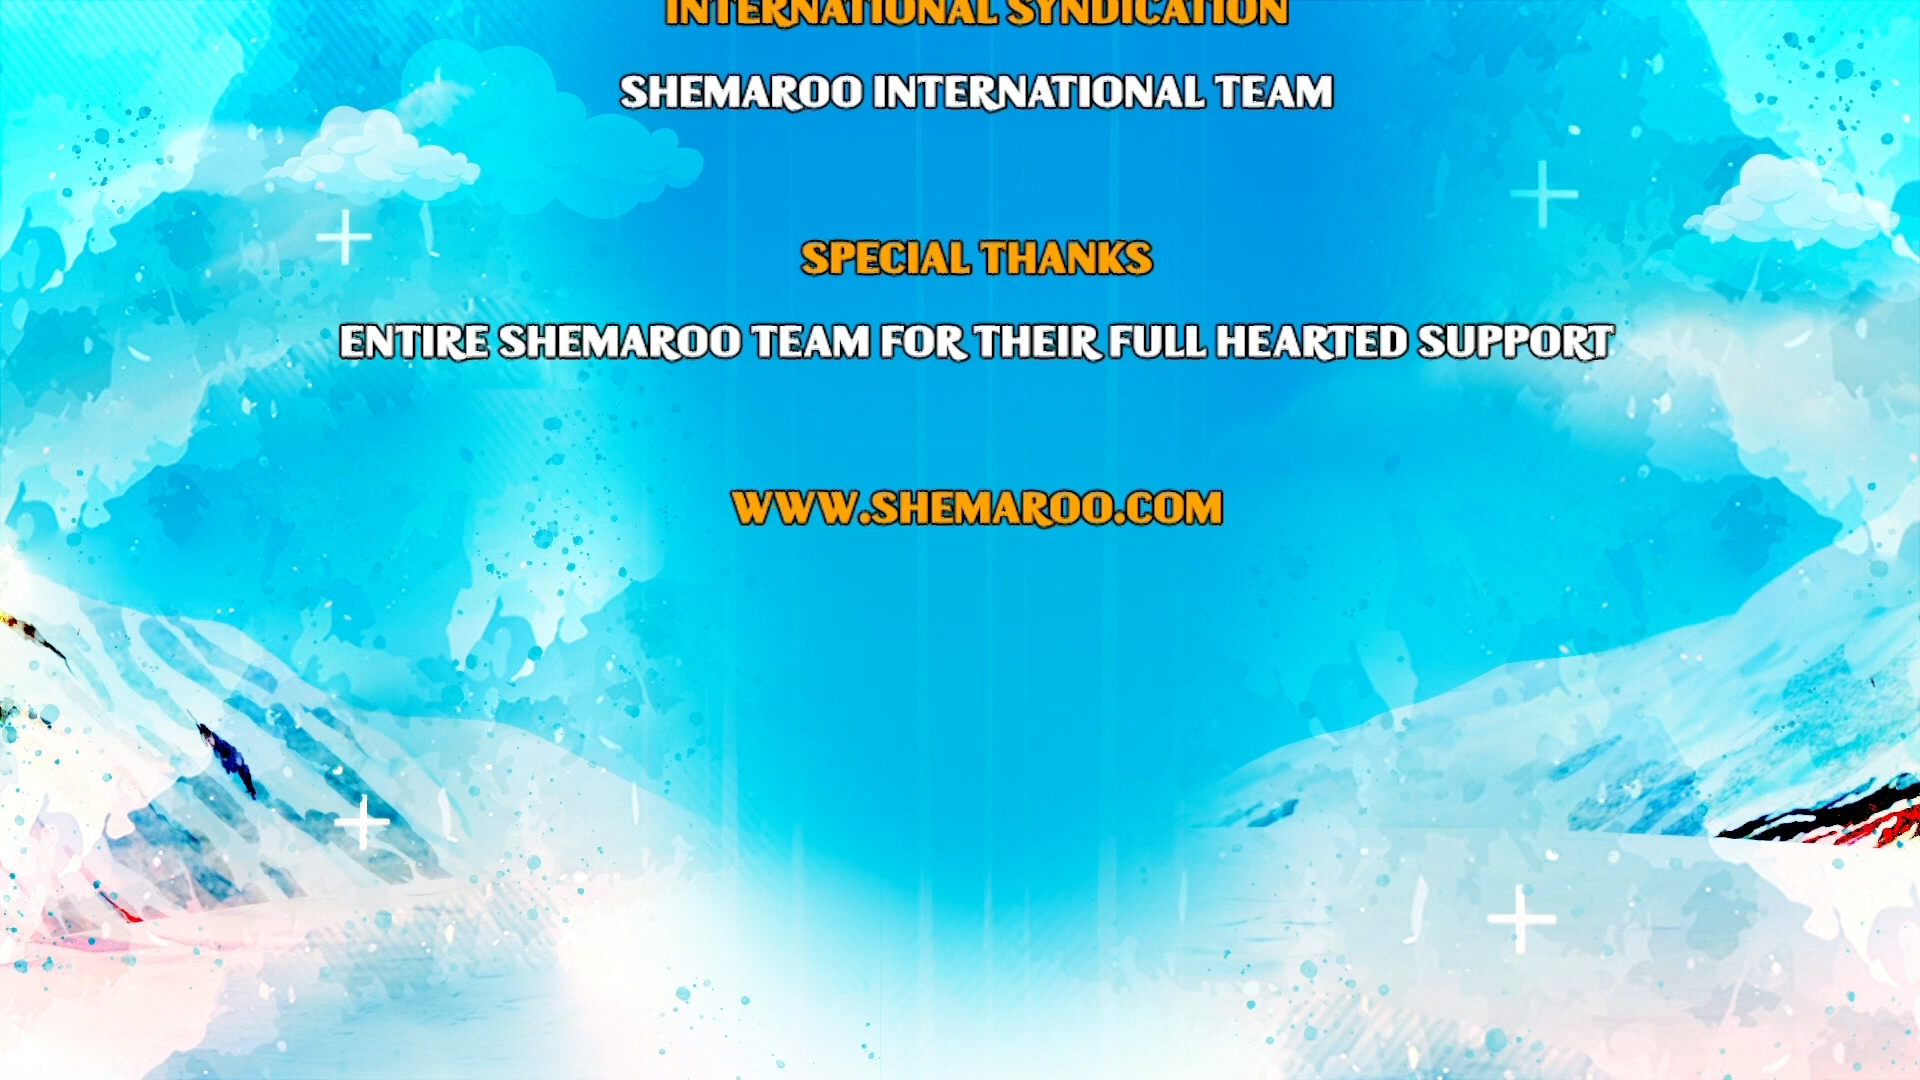 INTERNATIONAL SYNDICATION
SHEMAROO INTERNATIONAL TEAM
SPECIAL THANKS
ENTIRE SHEMAROO TEAM FOR THEIR FULL HEARTED SUPPORT
WWW.SHEMAROO.COM